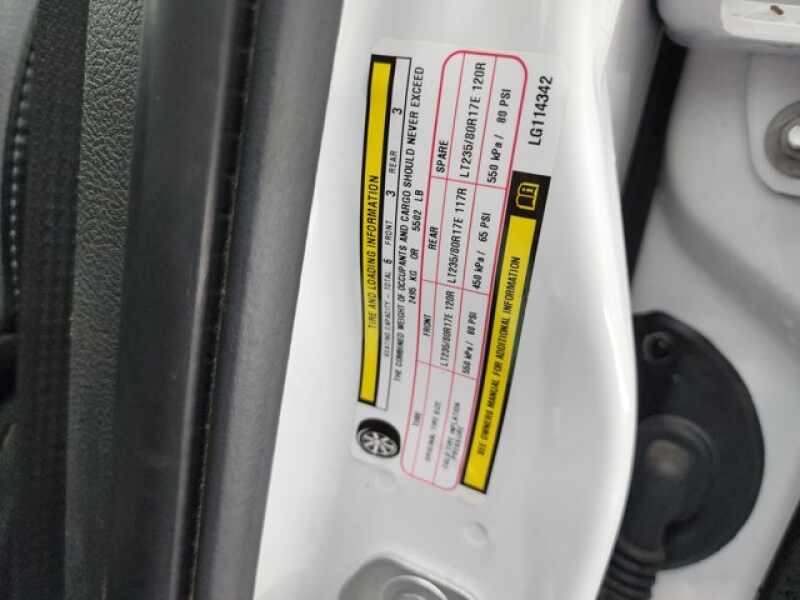 TIRE AND LOADING INFORMATION
SEATING CAPACITY - TOTAL 6 FRONT 3 REAR 3
THE COMBINED WEIGHT OF OCCUPANTS AND CARGO SHOULD NEVER EXCEED
2495 KG OR 5502 LB
TIRE FRONT REAR SPARE
ORIGINAL TIRE SIZE LT235/80R17E 120R LT235/80R17E 117R LT235/80R17E 120R
COLD TIRE INFLATION PRESSURE 550 kPa / 80 PSI 450 kPa / 65 PSI 550 kPa / 80 PSI
SEE OWNERS MANUAL FOR ADDITIONAL INFORMATION
LG114342